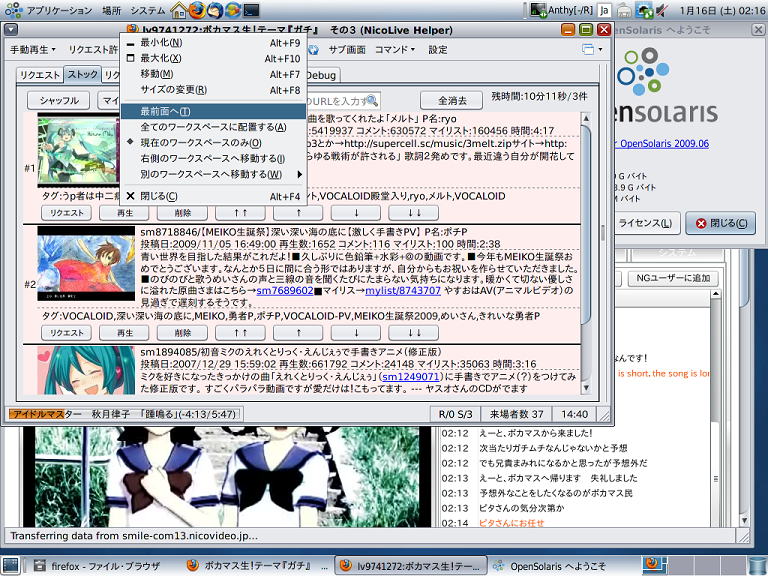 アプリケーション 場所 システム
Anthy[-/R] ja 1月16日 (土) 02:16
lv9741272:ボカマス生!テーマ『ガチ』 その3 (NicoLive Helper)
手動再生 リクエスト許 サブ画面 コマンド 設定
最小化(N) Alt+F9
最大化(X) Alt+F10
移動(M) Alt+F7
サイズの変更(R) Alt+F8
最前面へ(T)
全てのワークスペースに配置する(A)
現在のワークスペースのみ(O)
右側のワークスペースへ移動する(I)
別のワークスペースへ移動する(W)
閉じる(C) Alt+F4
リクエスト ストック リク Debug
シャッフル マイ のURLを入力す 全消去 残時間:10分11秒/3件
#1
曲を歌ってくれよ「メルト」 P名:ryo
:5419937 コメント:630572 マイリスト:160456 時間:4:17
p3とか→http://supercell.sc/music/3melt.zipサイト→http:
らゆる戦術が許される」 歌詞2発めです。最近違う分が開花して
タグ:うp者は中二病 ルト,VOCALOID殿堂入り,ryo,メルト,VOCALOID
リクエスト 再生 削除 ↑↑ ↑ ↓ ↓↓
#2
sm8718846/【MEIKO生誕祭】深い深い海の底に【激しく手書きPV】 P名:ポチP
投稿日:2009/11/05 16:49:00 再生数:1652 コメント:116 マイリスト:100 時間:2:38
青い世界を目指した結果がこれだよ!■久しぶりに色鉛筆+水彩+@の動画です。■今年もMEIKO生誕祭お
めでとうございます。なんとか5日に間に合う形ではありますが、自分からもお祝いを作らせていただきました。
■のびのびと歌うめいさんの声と三線の音を聞くたびにたまらない気持ちになります。暖かくて切ない優しさ
に溢れた原曲さまはこちら→sm7689602■マイリス→mylist/8743707 やすおはAV(アニマルビデオ)の
見過ぎで遅刻するそうです。
タグ:VOCALOID,深い深い海の底に,MEIKO,勇者P,ポチP,VOCALOID-PV,MEIKO生誕祭2009,めいさん,きれいな勇者P
リクエスト 再生 削除 ↑↑ ↑ ↓ ↓↓
sm1894085/初音ミクのえれくとりっく・えんじぇぅで手書きアニメ(修正版)
投稿日:2007/12/29 15:59:02 再生数:661792 コメント:24148 マイリスト:35063 時間:3:16
ミクを好きになったきっかけの曲「えれくとりっく・えんじぇぅ」(sm1249071)に手書きでアニメ(?)をつけてみ
た修正版です。すごくパラパラ動画ですが愛だけは!こもってます。 --- ヤスオさんのCDがでます
アイドルマスター 秋月律子 「踵鳴る」(-4:13/5:47) R/0 S/3 来場者数 37 14:40
OpenSolaris へようこそ
pensolaris
r OpenSolaris 2009.06
G バイト
3.9 G バイト
バイト
ライセンス(L) 閉じる(C)
システム
NGユーザーに追加
なんです!
is short, the song is lor
02:12 えーと、ボカマスから来ました!
02:12 次当たりガチムチなんじゃないかと予想
02:12 でも兄貴まみれになるかと思ったが予想外だ
02:13 えーと、ボカマスへ帰ります 失礼しました
02:13 予想外なことをしたくなるのがボカマス民
02:13 ピタさんの気分次第か
02:14 ピタさんにお任せ
Transferring data from smile-com13.nicovideo.jp...
firefox - ファイル・ブラウザ ボカマス生!テーマ『ガチ』 ... lv9741272:ボカマス生!テー... OpenSolaris へようこそ